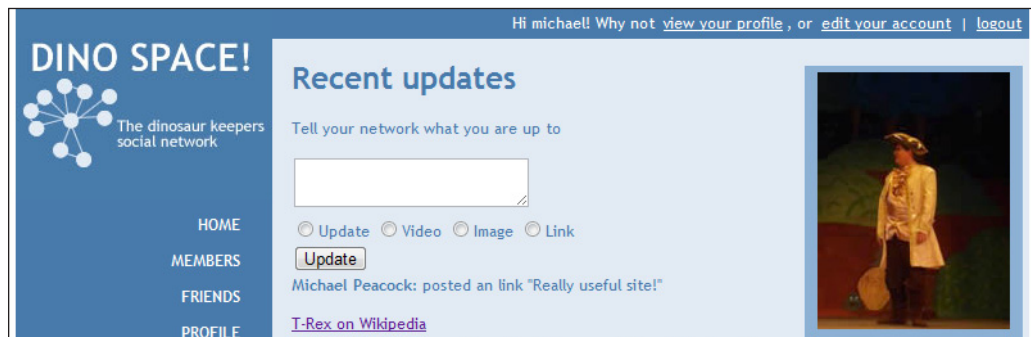 Hi michael! Why not view your profile , or edit your account | logout
DINO SPACE!
The dinosaur keepers
social network
HOME
MEMBERS
FRIENDS
PROFILE
Recent updates
Tell your network what you are up to
Update Video Image Link
Update
Michael Peacock: posted an link "Really useful site!"
T-Rex on Wikipedia